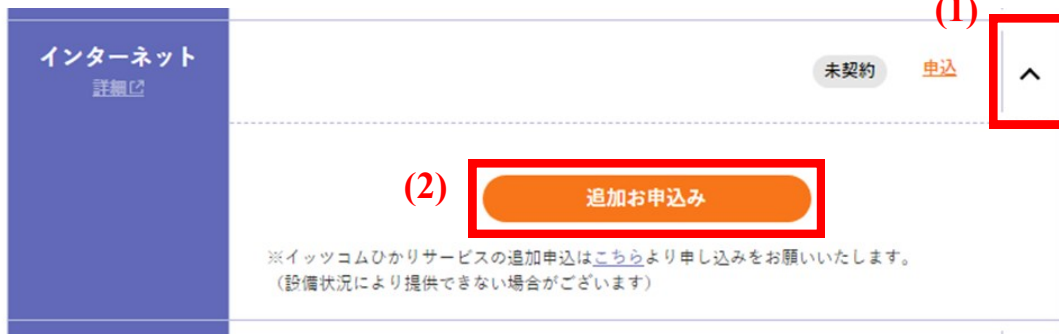 (1)
インターネット
詳細
未契約 申込
(2)
追加お申込み
※イッツコムひかりサービスの追加申込はこちらより申し込みをお願いいたします。
（設備状況により提供できない場合がございます）